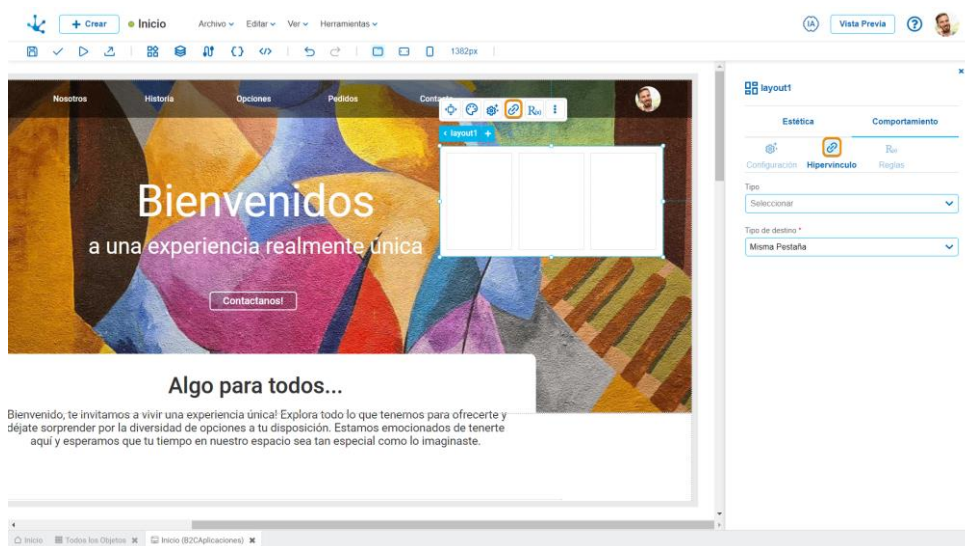 + Crear
Inicio
Archivo
Editar
Ver
Herramientas
IA
Vista Previa
?
1382px
Nosotros
Historia
Opciones
Pedidos
Contacto
layout1 +
Bienvenidos
a una experiencia realmente única
Contactanos!
Algo para todos...
Bienvenido, te invitamos a vivir una experiencia única! Explora todo lo que tenemos para ofrecerte y
déjate sorprender por la diversidad de opciones a tu disposición. Estamos emocionados de tenerte
aquí y esperamos que tu tiempo en nuestro espacio sea tan especial como lo imaginaste.
layout1
Estética
Comportamiento
Configuración
Hipervínculo
Reglas
Tipo
Seleccionar
Tipo de destino *
Misma Pestaña
Inicio
Todos los Objetos
Inicio (B2CAplicaciones)